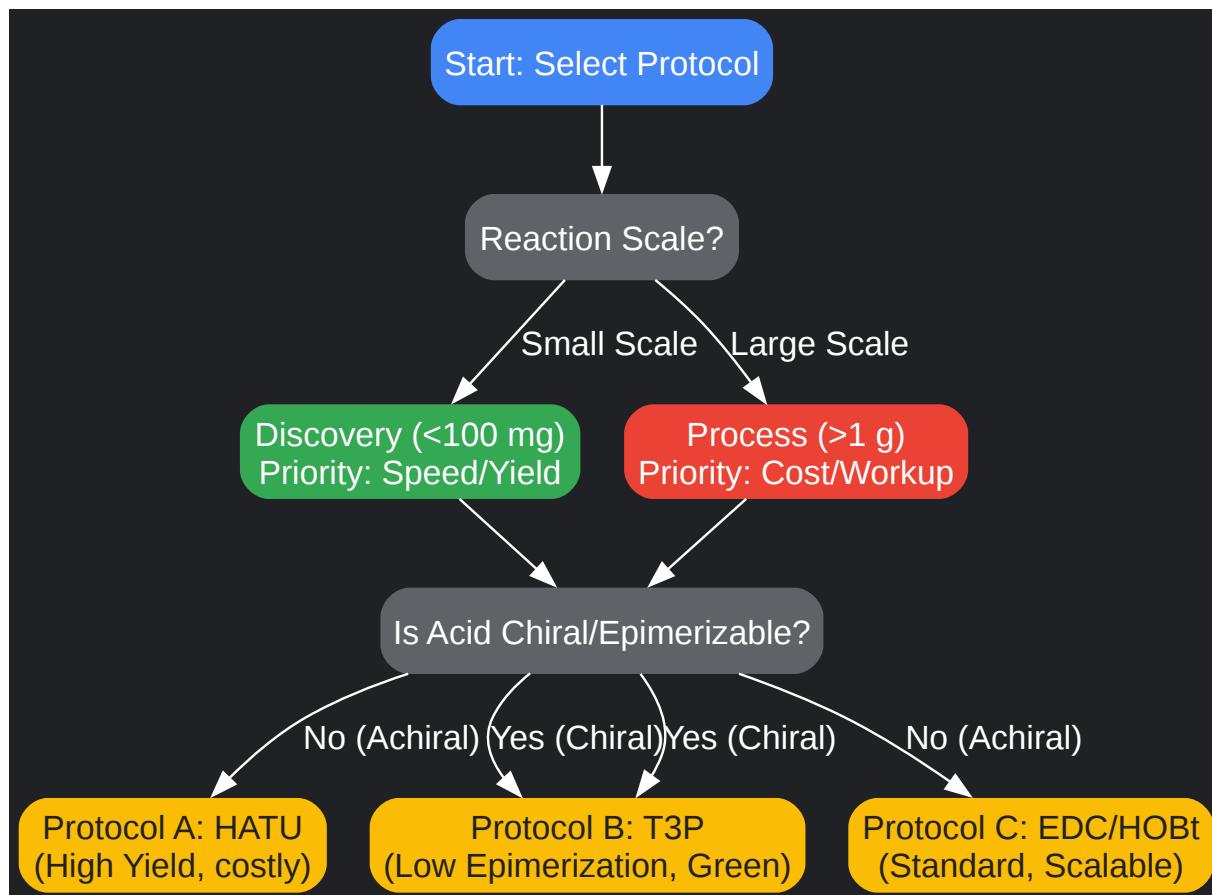 Start: Select Protocol
Reaction Scale?
Small Scale
Large Scale
Discovery (<100 mg)
Priority: Speed/Yield
Process (>1 g)
Priority: Cost/Workup
Is Acid Chiral/Epimerizable?
No (Achiral)
Yes (Chiral)
Yes (Chiral)
No (Achiral)
Protocol A: HATU
(High Yield, costly)
Protocol B: T3P
(Low Epimerization, Green)
Protocol C: EDC/HOBt
(Standard, Scalable)